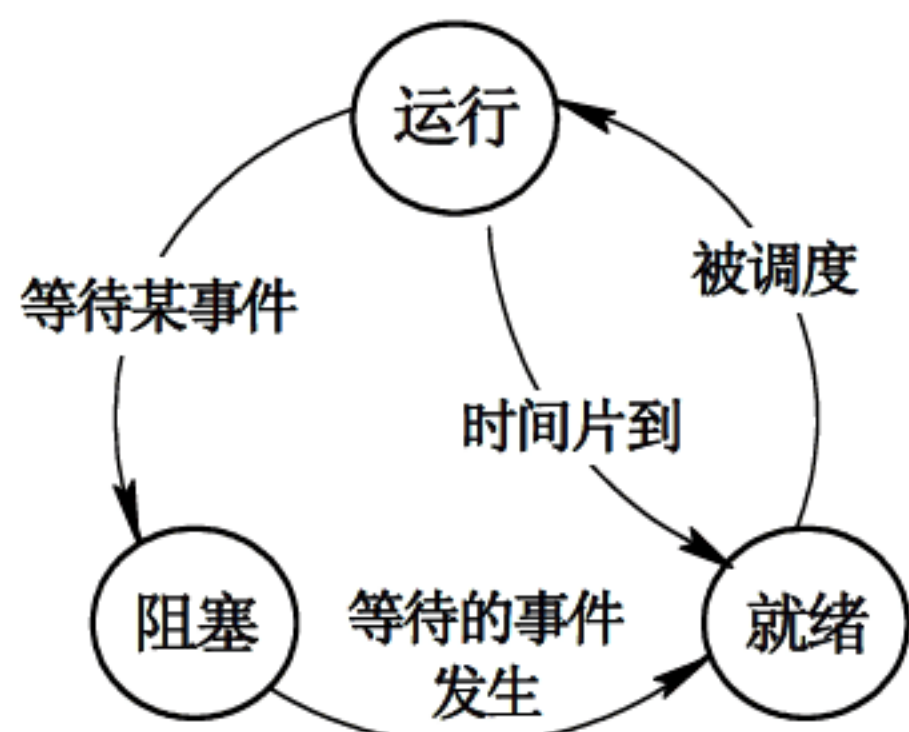 运行
被调度
等待某事件
时间片到
阻塞
等待的事件
发生
就绪